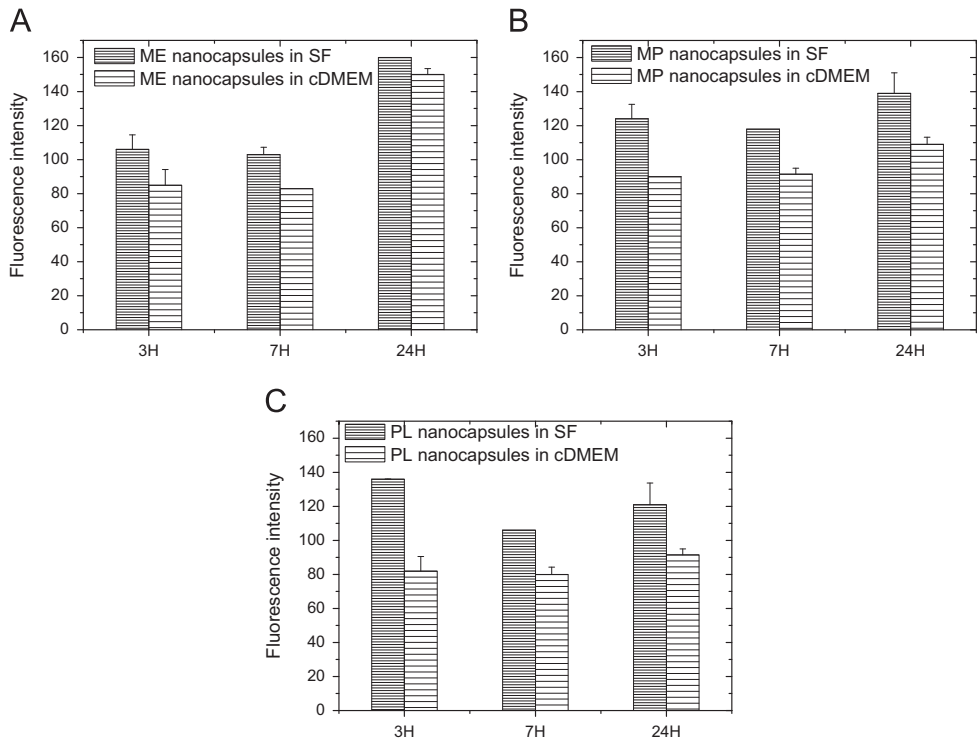 A
ME nanocapsules in SF
ME nanocapsules in cDMEM
Fluorescence intensity
160
140
120
100
80
60
40
20
0
3H
7H
24H
B
MP nanocapsules in SF
MP nanocapsules in cDMEM
Fluorescence intensity
160
140
120
100
80
60
40
20
0
3H
7H
24H
C
PL nanocapsules in SF
PL nanocapsules in cDMEM
Fluorescence intensity
160
140
120
100
80
60
40
20
0
3H
7H
24H